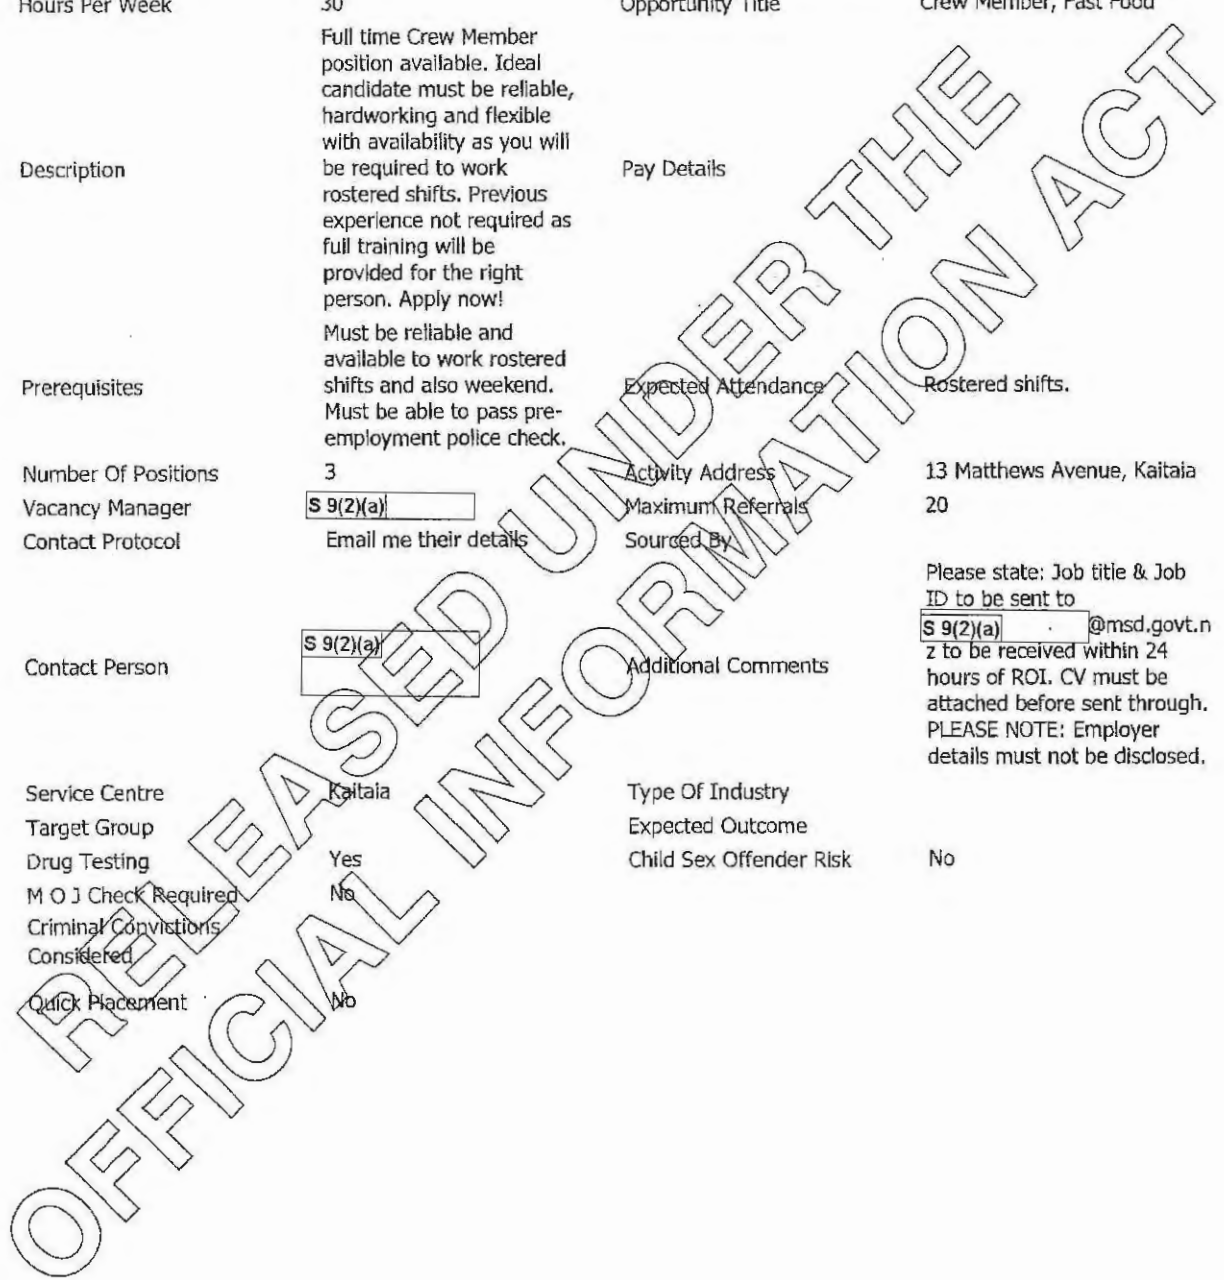 Hours Per Week 30 Opportunity Title Crew Member, Fast Food
Full time Crew Member
position available. Ideal
candidate must be reliable,
hardworking and flexible
with availability as you will
Description be required to work Pay Details
rostered shifts. Previous
experience not required as
full training will be
provided for the right
person. Apply now!
Must be reliable and
available to work rostered
Prerequisites shifts and also weekend. Expected Attendance Rostered shifts.
Must be able to pass pre-
employment police check.
Number Of Positions 3 Activity Address 13 Matthews Avenue, Kaitaia
Vacancy Manager S 9(2)(a) Maximum Referrals 20
Contact Protocol Email me their details Sourced By
Please state: Job title & Job
ID to be sent to
S 9(2)(a) @msd.govt.n
Contact Person S 9(2)(a) Additional Comments z to be received within 24
hours of ROI. CV must be
attached before sent through.
PLEASE NOTE: Employer
details must not be disclosed.
Service Centre Kaitaia Type Of Industry
Target Group Expected Outcome
Drug Testing Yes Child Sex Offender Risk No
M O J Check Required No
Criminal Convictions
Considered
Quick Placement No
RELEASED UNDER THE
OFFICIAL INFORMATION ACT